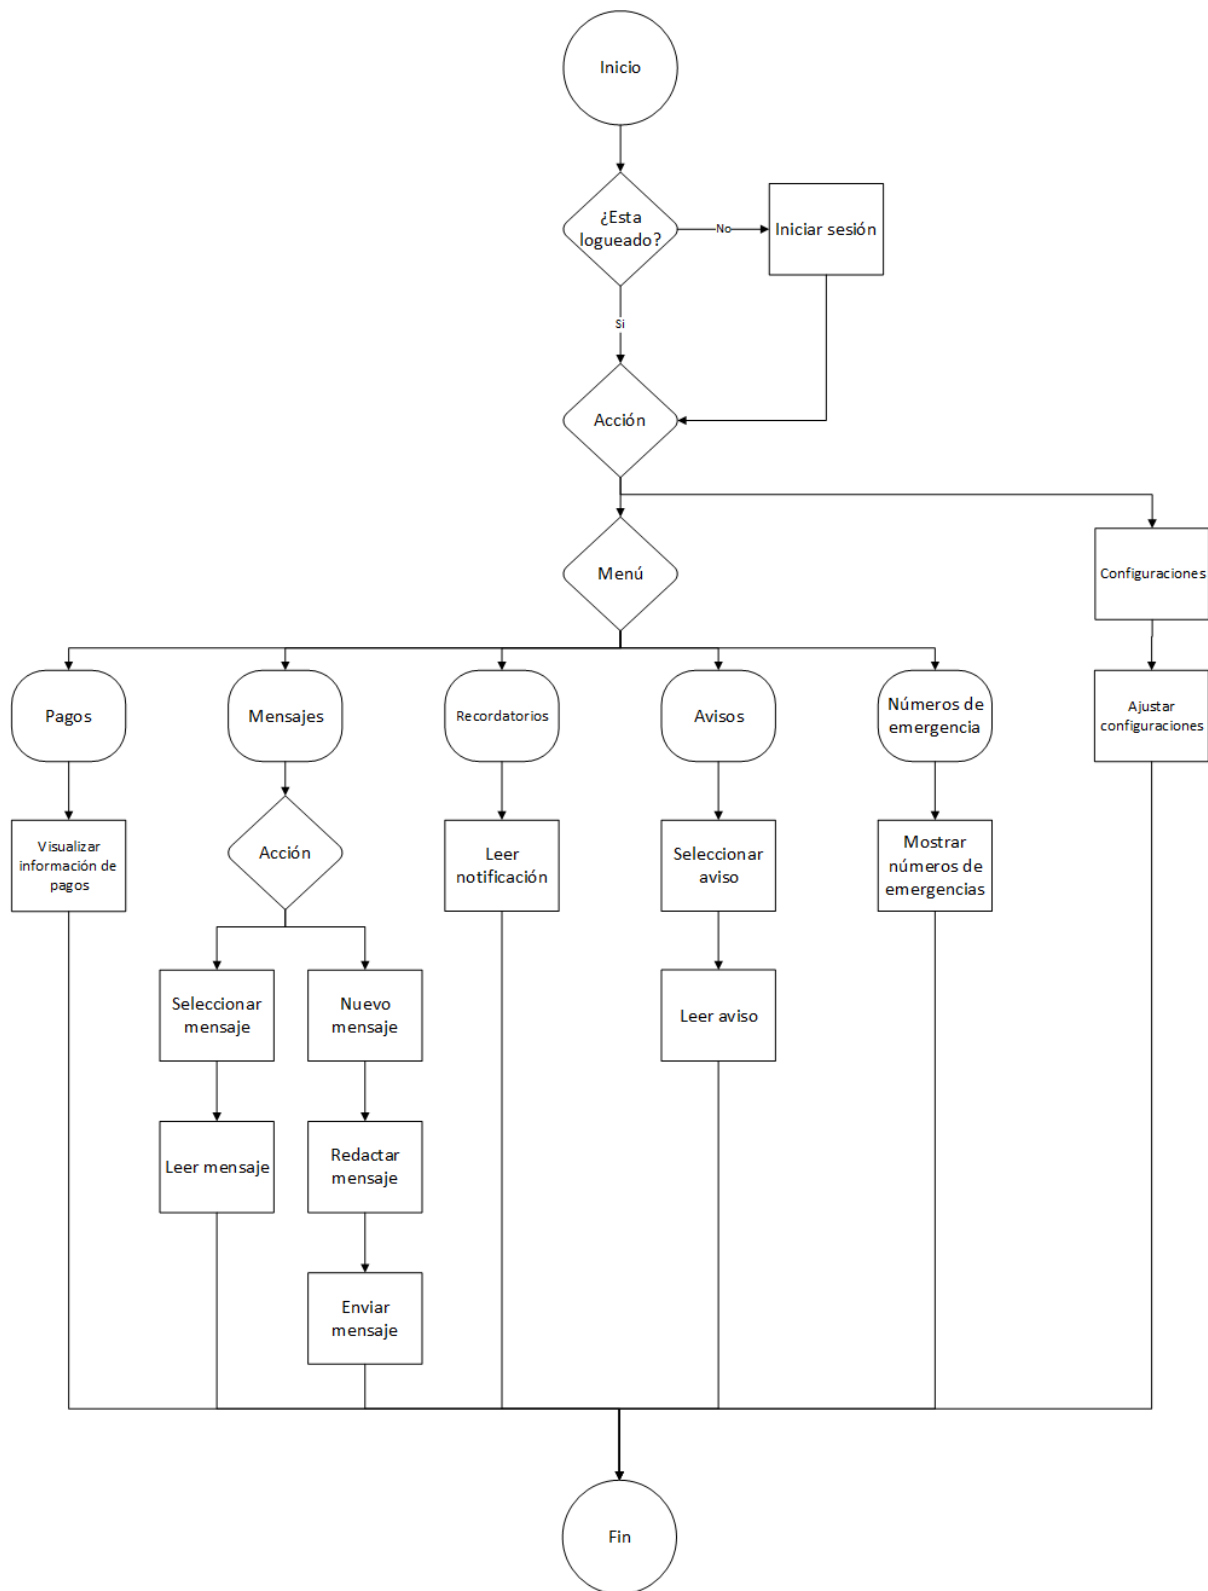 Inicio
¿Esta
logueado?
No
Iniciar sesión
Si
Acción
Menú
Configuraciones
Pagos
Mensajes
Recordatorios
Avisos
Números de
emergencia
Ajustar
configuraciones
Visualizar
información de
pagos
Acción
Leer
notificación
Seleccionar
aviso
Mostrar
números de
emergencias
Seleccionar
mensaje
Nuevo
mensaje
Leer aviso
Leer mensaje
Redactar
mensaje
Enviar
mensaje
Fin